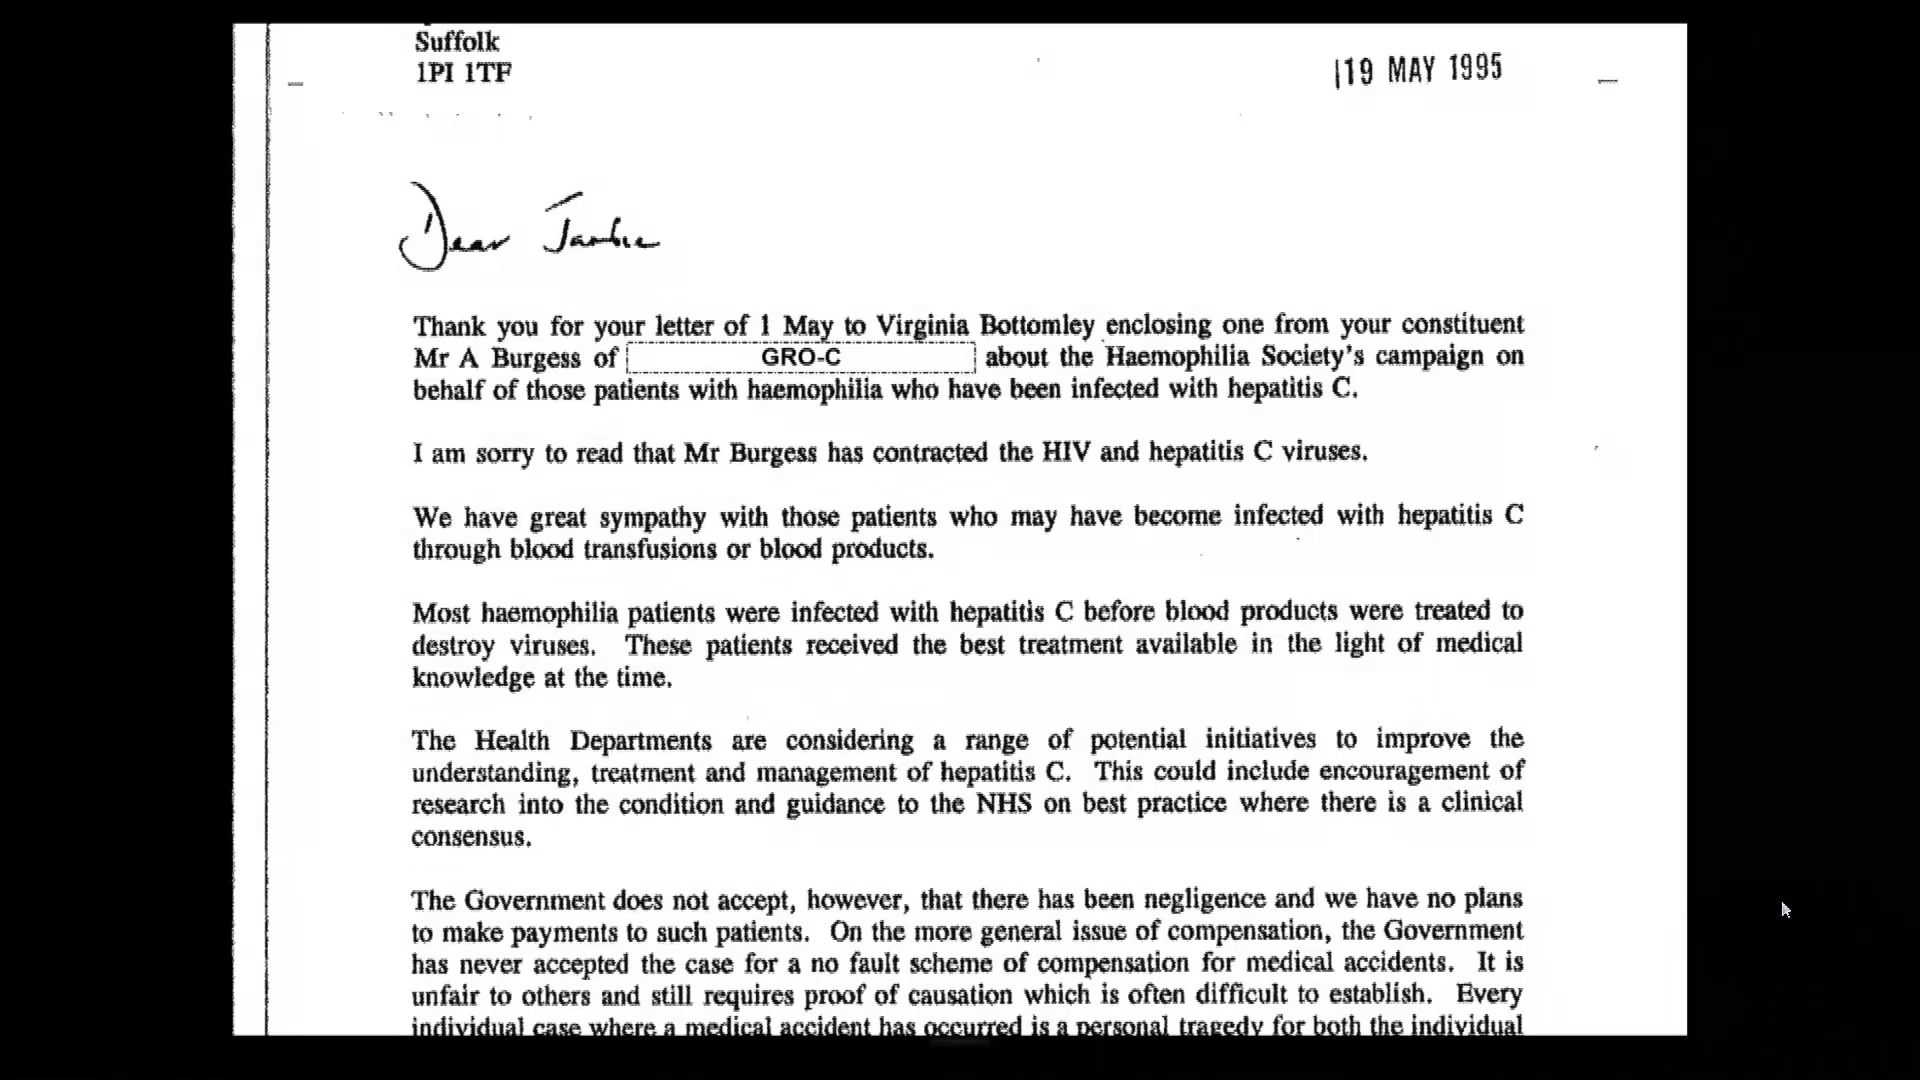 Suffolk
1PI 1TF
19 MAY 1995
Dear Jamie
Thank you for your letter of 1 May to Virginia Bottomley enclosing one from your constituent
Mr A Burgess of GRO-C about the Haemophilia Society's campaign on
behalf of those patients with haemophilia who have been infected with hepatitis C.
I am sorry to read that Mr Burgess has contracted the HIV and hepatitis C viruses.
We have great sympathy with those patients who may have become infected with hepatitis C
through blood transfusions or blood products.
Most haemophilia patients were infected with hepatitis C before blood products were treated to
destroy viruses. These patients received the best treatment available in the light of medical
knowledge at the time.
The Health Departments are considering a range of potential initiatives to improve the
understanding, treatment and management of hepatitis C. This could include encouragement of
research into the condition and guidance to the NHS on best practice where there is a clinical
consensus.
The Government does not accept, however, that there has been negligence and we have no plans
to make payments to such patients. On the more general issue of compensation, the Government
has never accepted the case for a no fault scheme of compensation for medical accidents. It is
unfair to others and still requires proof of causation which is often difficult to establish. Every
individual case where a medical accident has occurred is a personal tragedy for both the individual